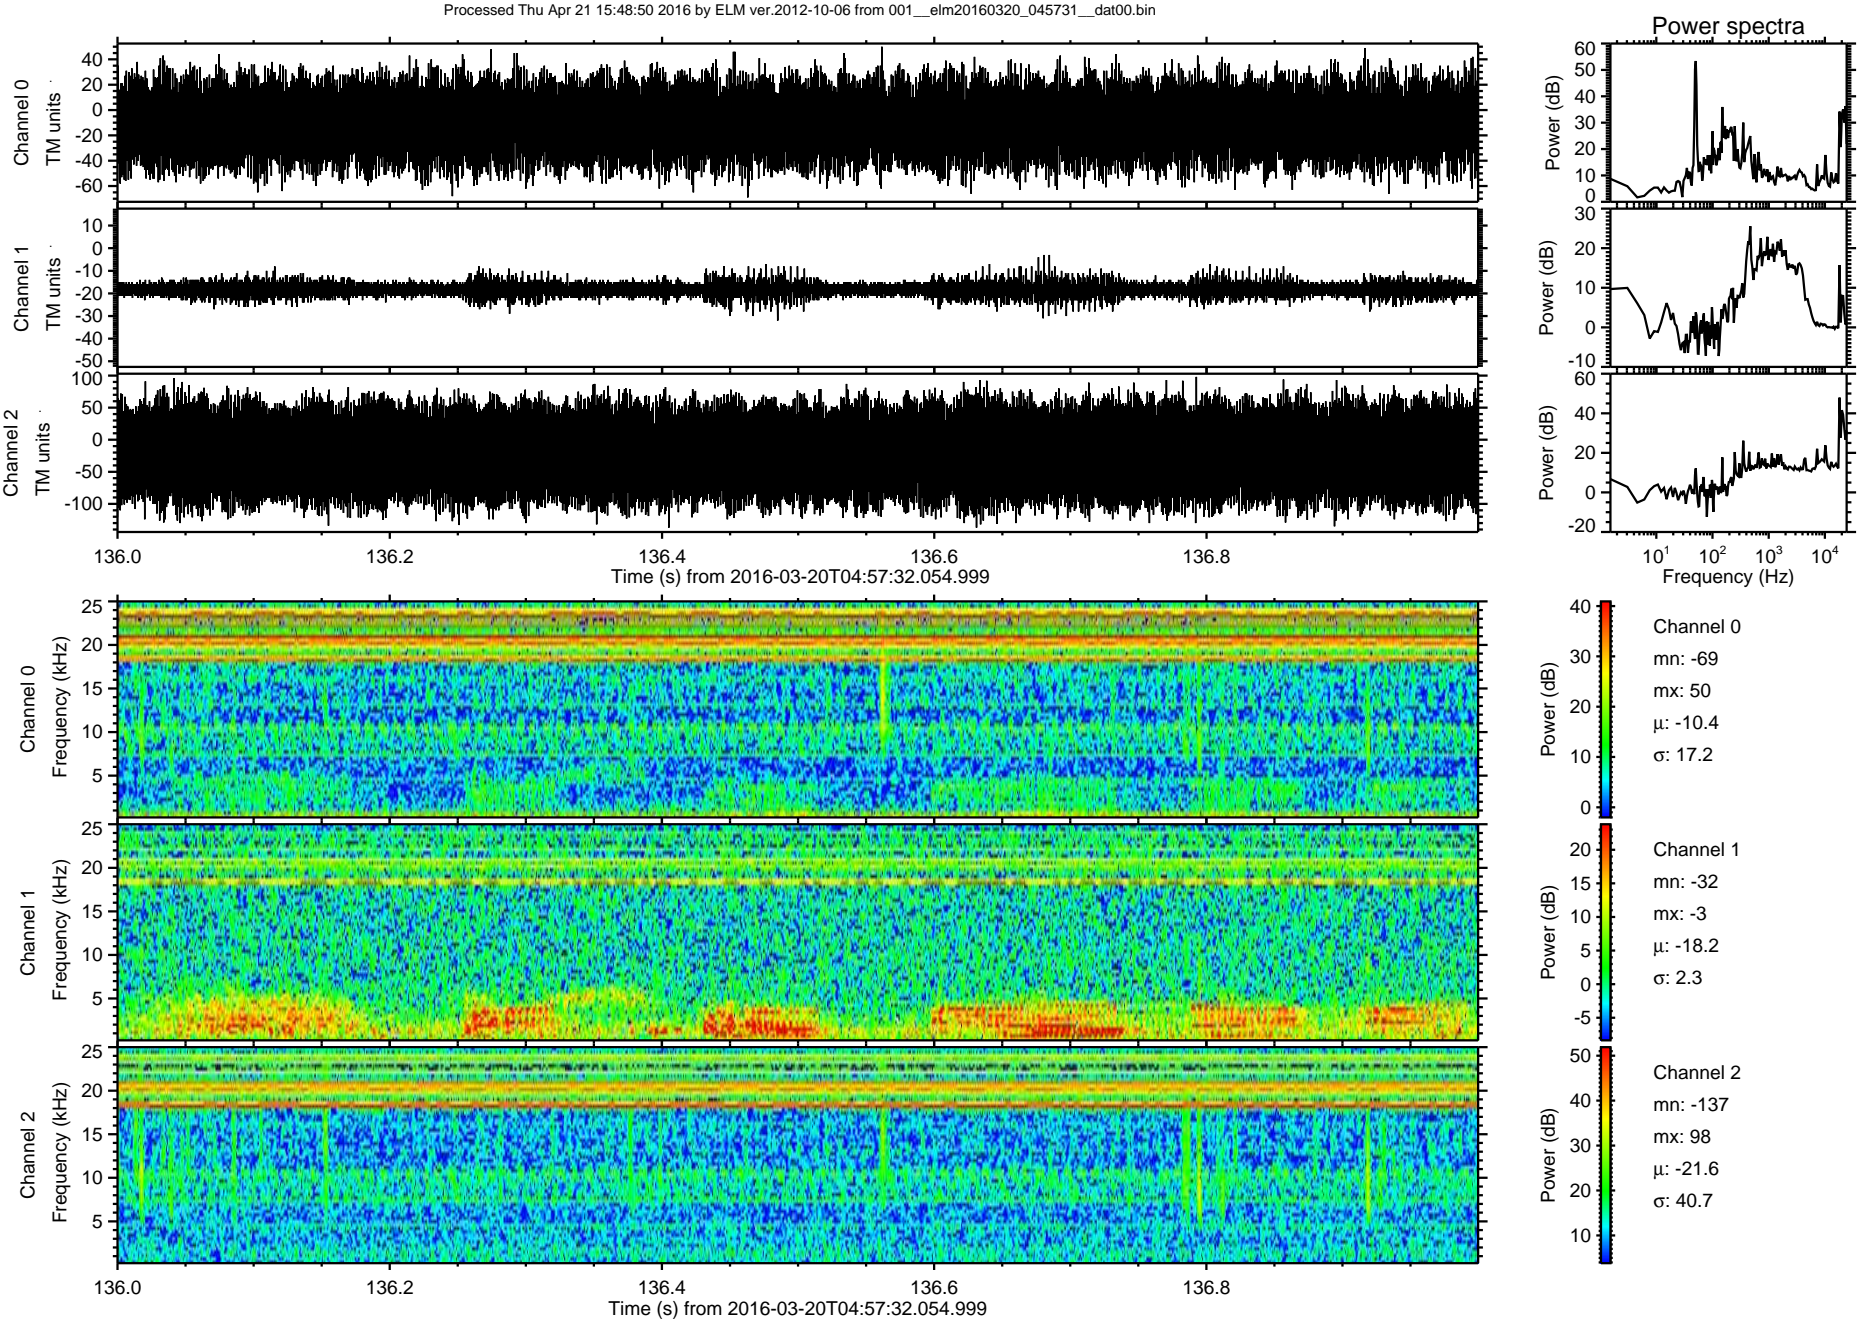 Processed Thu Apr 21 15:48:50 2016 by ELM ver.2012-10-06 from 001__elm20160320_045731__dat00.bin
Power spectra
Channel 0
TM units
40
20
0
-20
-40
-60
Power (dB)
60
50
40
30
20
10
0
Channel 1
TM units
10
0
-10
-20
-30
-40
-50
Power (dB)
30
20
10
0
-10
Channel 2
TM units
100
50
0
-50
-100
Power (dB)
60
40
20
0
-20
136.0 136.2 136.4 136.6 136.8
Time (s) from 2016-03-20T04:57:32.054.999
10¹ 10² 10³ 10⁴
Frequency (Hz)
Channel 0
Frequency (kHz)
25
20
15
10
5
Power (dB)
40
30
20
10
0
Channel 0
mn: -69
mx: 50
μ: -10.4
σ: 17.2
Channel 1
Frequency (kHz)
25
20
15
10
5
Power (dB)
20
15
10
5
0
-5
Channel 1
mn: -32
mx: -3
μ: -18.2
σ: 2.3
Channel 2
Frequency (kHz)
25
20
15
10
5
Power (dB)
50
40
30
20
10
Channel 2
mn: -137
mx: 98
μ: -21.6
σ: 40.7
136.0 136.2 136.4 136.6 136.8
Time (s) from 2016-03-20T04:57:32.054.999